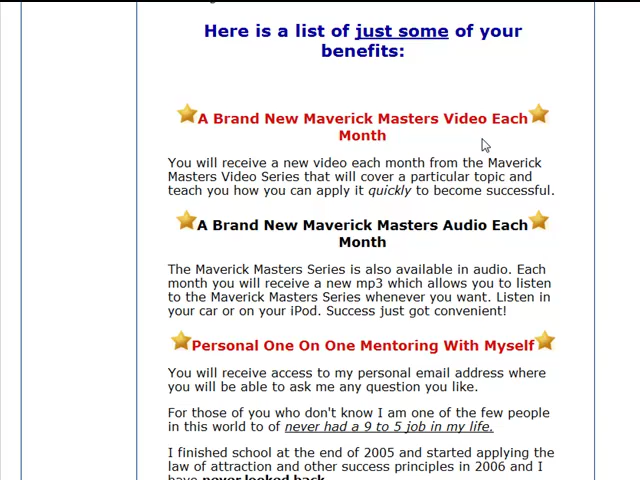 Here is a list of just some of your
benefits:
A Brand New Maverick Masters Video Each
Month
You will receive a new video each month from the Maverick
Masters Video Series that will cover a particular topic and
teach you how you can apply it quickly to become successful.
A Brand New Maverick Masters Audio Each
Month
The Maverick Masters Series is also available in audio. Each
month you will receive a new mp3 which allows you to listen
to the Maverick Masters Series whenever you want. Listen in
your car or on your iPod. Success just got convenient!
Personal One On One Mentoring With Myself
You will receive access to my personal email address where
you will be able to ask me any question you like.
For those of you who don't know I am one of the few people
in this world to of never had a 9 to 5 job in my life.
I finished school at the end of 2005 and started applying the
law of attraction and other success principles in 2006 and I
have never looked back